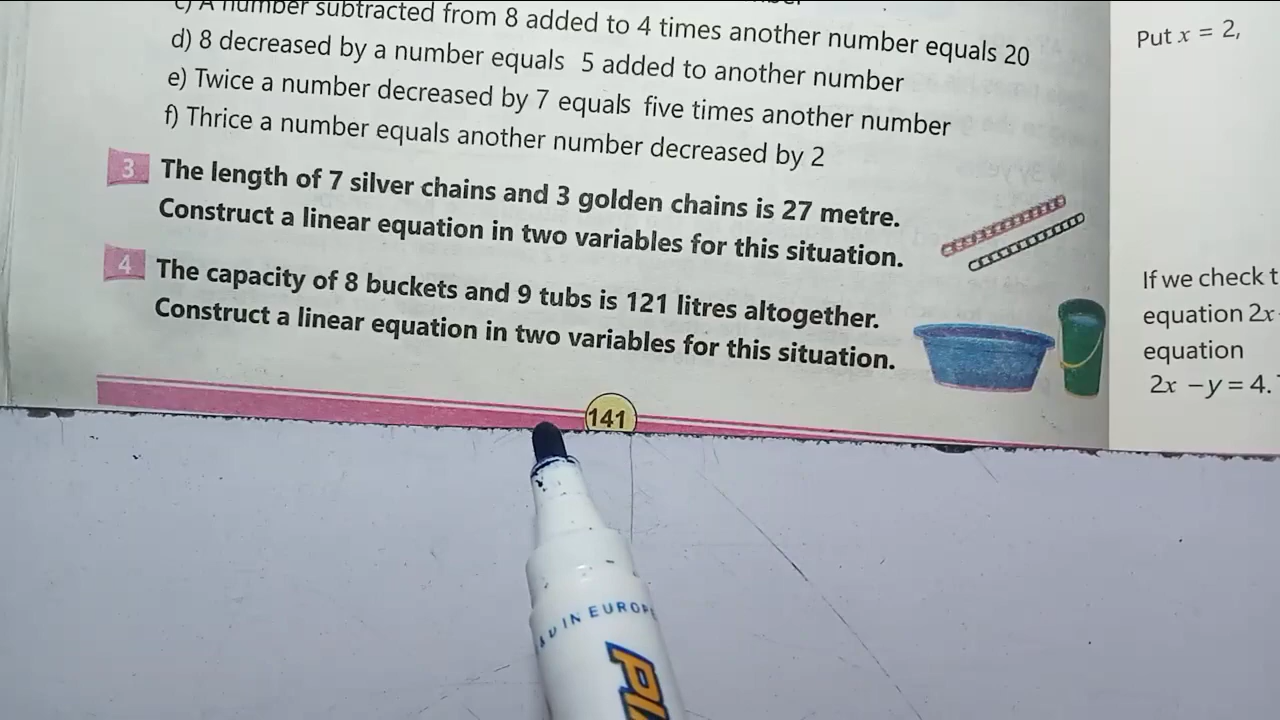 c) A number subtracted from 8 added to 4 times another number equals 20
d) 8 decreased by a number equals 5 added to another number
e) Twice a number decreased by 7 equals five times another number
f) Thrice a number equals another number decreased by 2
3 The length of 7 silver chains and 3 golden chains is 27 metre.
Construct a linear equation in two variables for this situation.
4 The capacity of 8 buckets and 9 tubs is 121 litres altogether.
Construct a linear equation in two variables for this situation.
141
Put x = 2,
If we check t
equation 2x
equation
2x − y = 4.
IN EUROP
PI